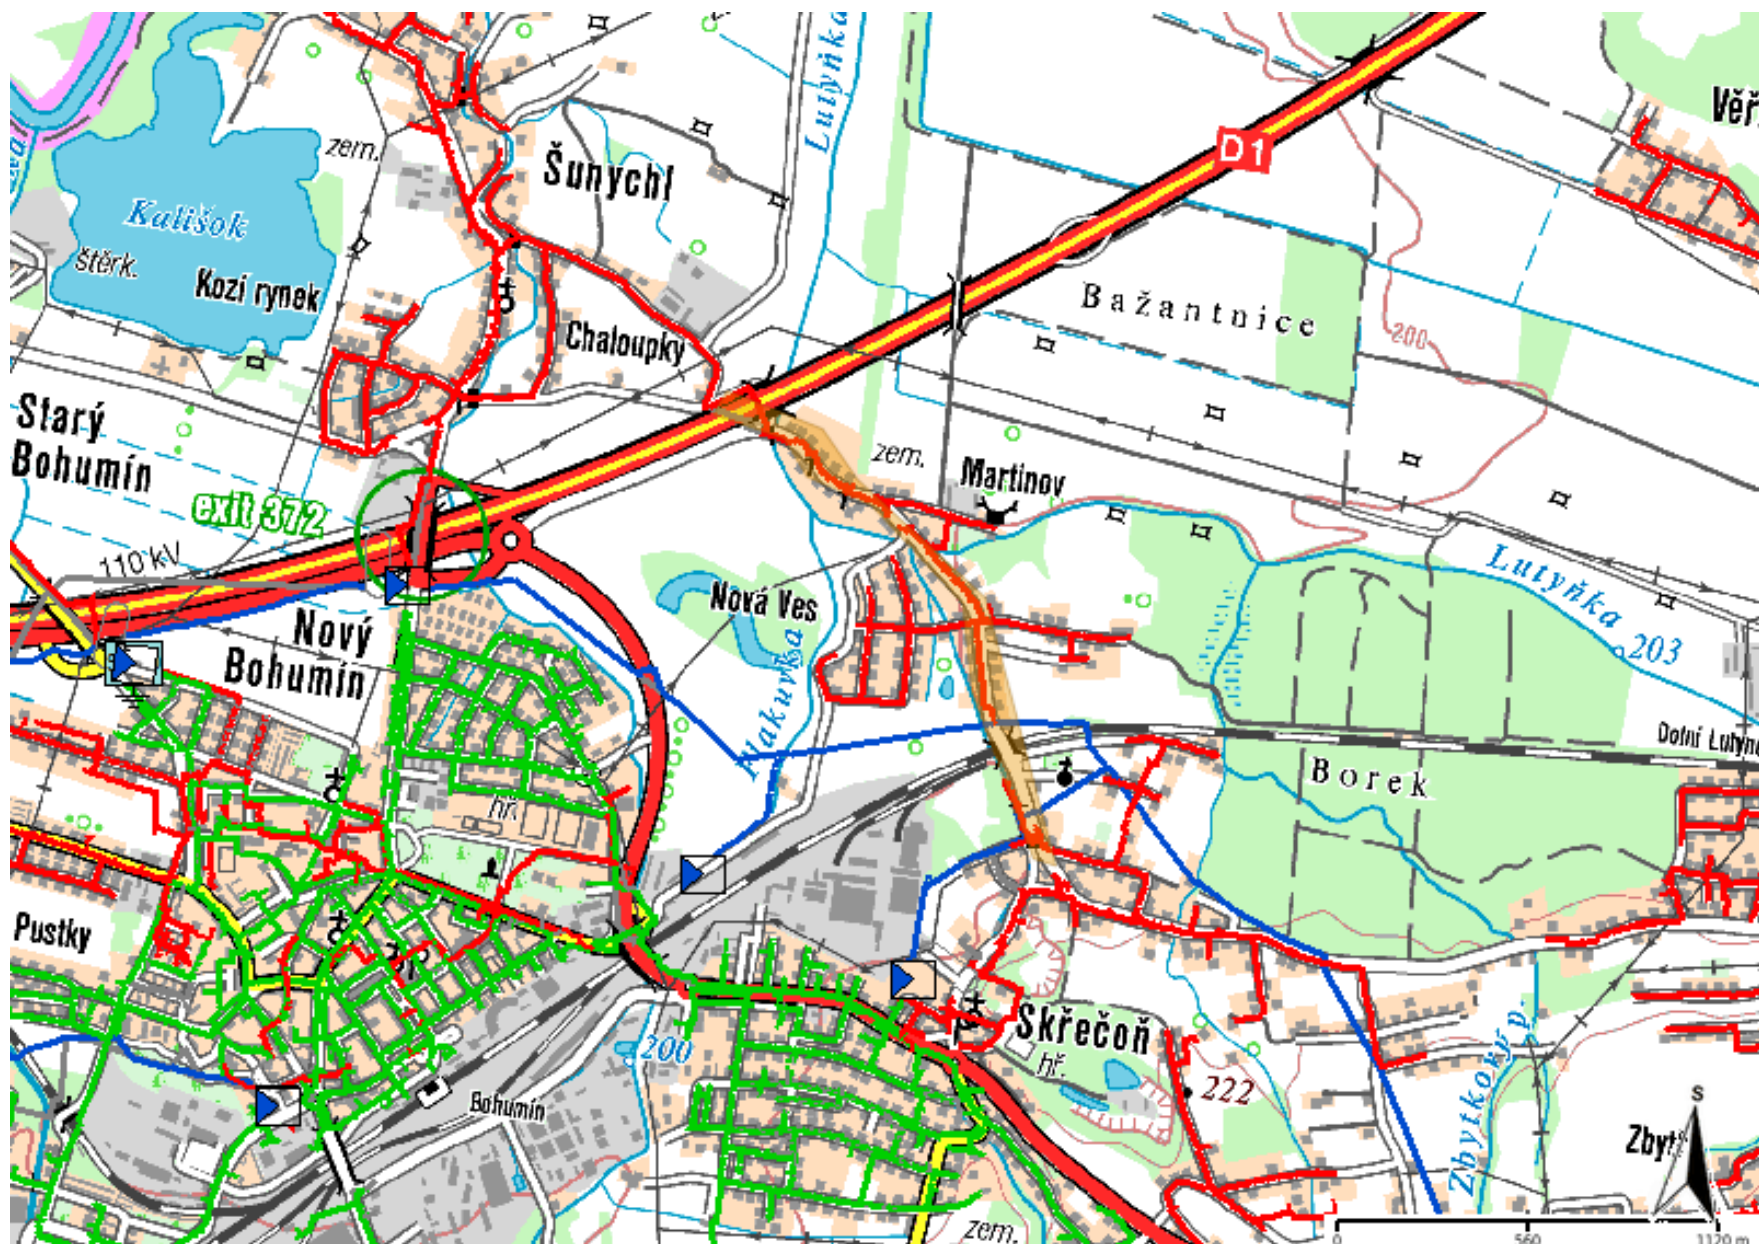 Lutyňka
Věř
D1
zem.
Šunychl
Kališok
štěrk.
Kozí rynek
Bažantnice
Chaloupky
200
Starý
Bohumín
zem.
Martinov
exit 372
110 kV
Lutyňka
203
Nová Ves
Nový
Bohumín
Dolní Lutyně
Borek
hř.
Pustky
Skřečoň
hř.
200
222
Bohumín
Zbytkový p.
S
Zbyt
zem.
0
560
1120 m